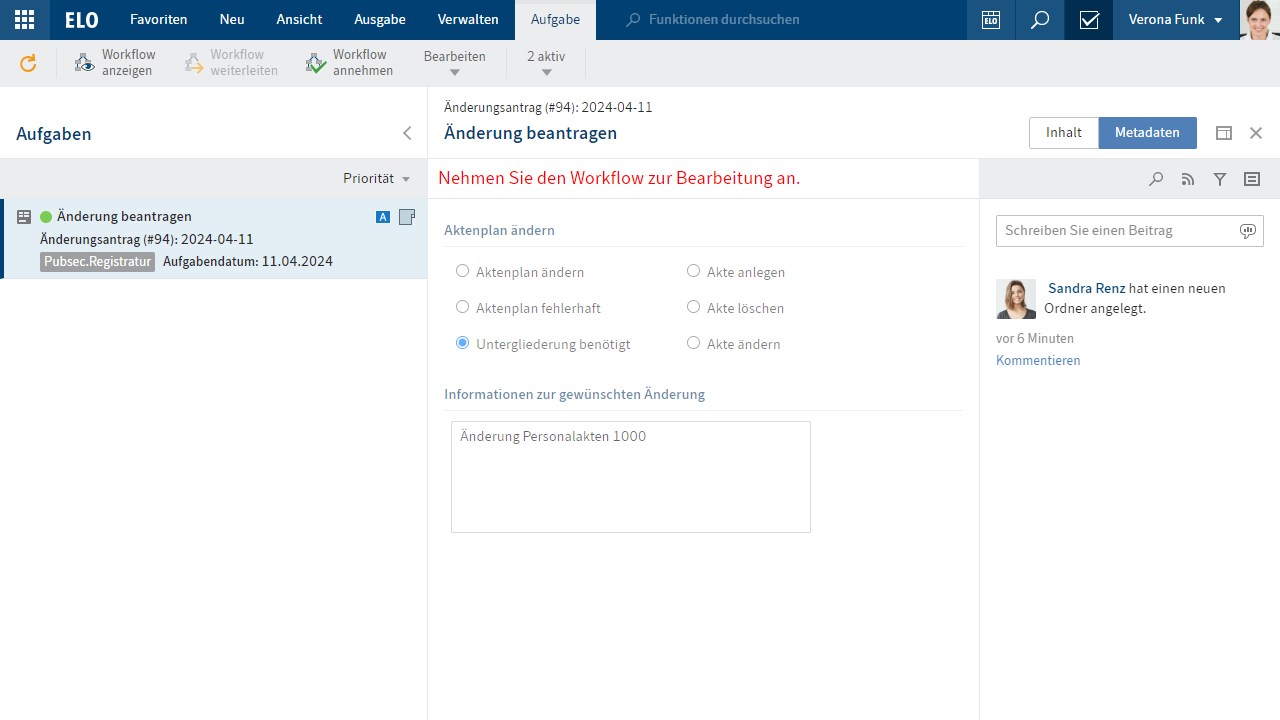 ELO Favoriten Neu Ansicht Ausgabe Verwalten Aufgabe Funktionen durchsuchen ELO Verona Funk
Workflow anzeigen
Workflow weiterleiten
Workflow annehmen
Bearbeiten
2 aktiv
Aufgaben
Priorität
Änderung beantragen A
Änderungsantrag (#94): 2024-04-11
Pubsec.Registratur Aufgabendatum: 11.04.2024
Änderungsantrag (#94): 2024-04-11
Änderung beantragen
Inhalt Metadaten
Nehmen Sie den Workflow zur Bearbeitung an.
Aktenplan ändern
Aktenplan ändern Akte anlegen
Aktenplan fehlerhaft Akte löschen
Untergliederung benötigt Akte ändern
Informationen zur gewünschten Änderung
Änderung Personalakten 1000
Schreiben Sie einen Beitrag
Sandra Renz hat einen neuen
Ordner angelegt.
vor 6 Minuten
Kommentieren